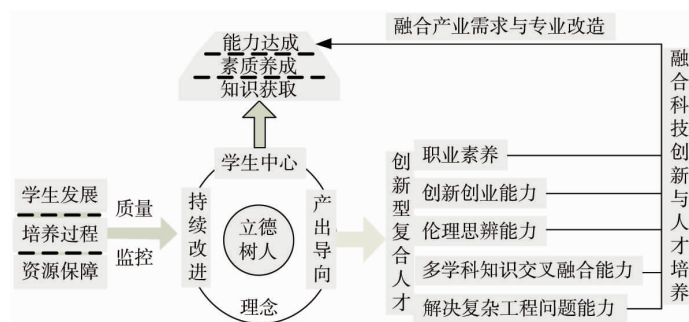 融合产业需求与专业改造
能力达成
素质养成
知识获取
学生中心
学生发展
培养过程
资源保障
质量
监控
持续改进
立德
树人
产出导向
理念
创新型复合人才
职业素养
创新创业能力
伦理思辨能力
多学科知识交叉融合能力
解决复杂工程问题能力
融合科技创新与人才培养